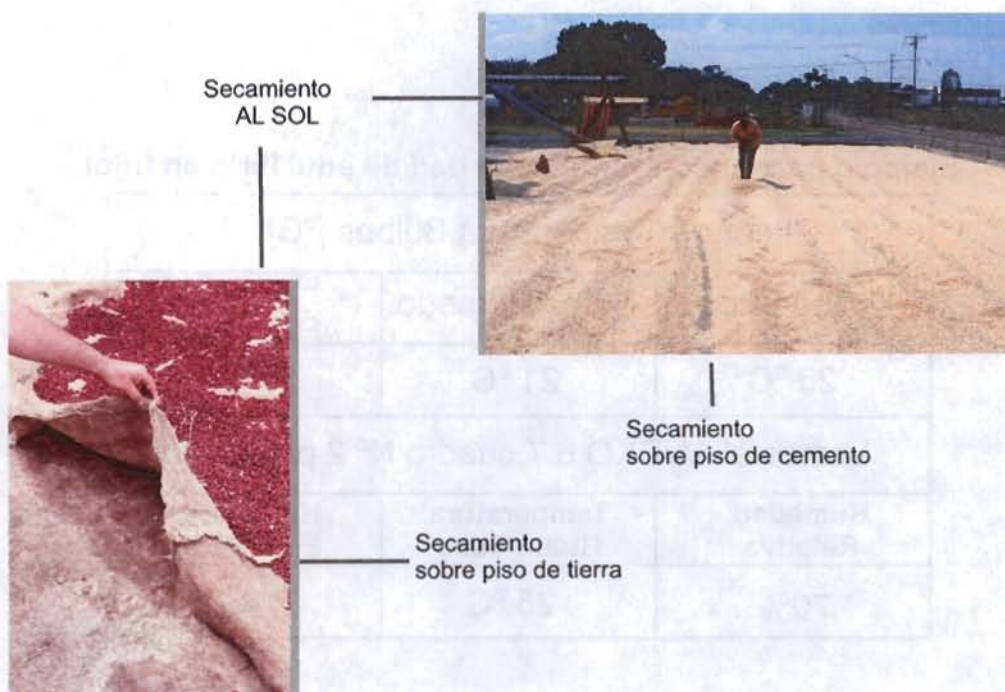 Secamiento
AL SOL
Secamiento
sobre piso de cemento
Secamiento
sobre piso de tierra